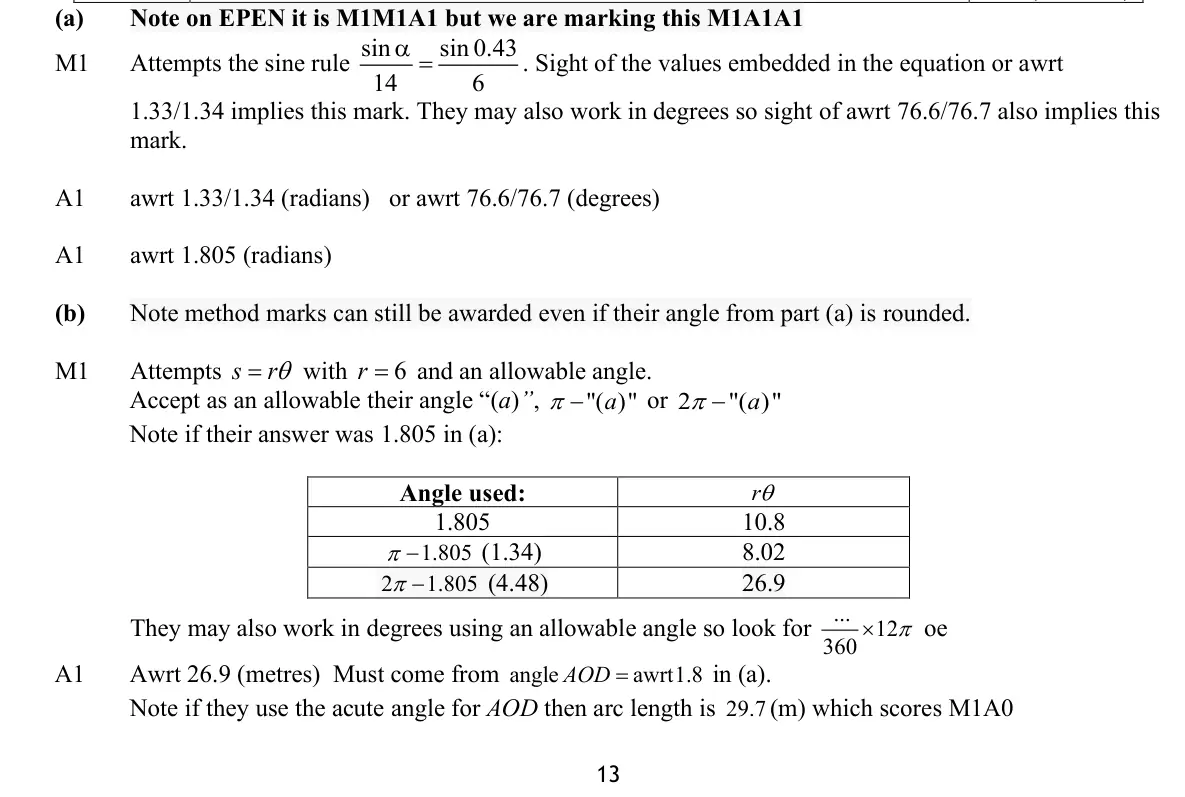 (a) Note on EPEN it is M1M1A1 but we are marking this M1A1A1
M1 Attempts the sine rule sin α / 14 = sin 0.43 / 6 . Sight of the values embedded in the equation or awrt
1.33/1.34 implies this mark. They may also work in degrees so sight of awrt 76.6/76.7 also implies this
mark.
A1 awrt 1.33/1.34 (radians) or awrt 76.6/76.7 (degrees)
A1 awrt 1.805 (radians)
(b) Note method marks can still be awarded even if their angle from part (a) is rounded.
M1 Attempts s = rθ with r = 6 and an allowable angle.
Accept as an allowable their angle “(a)”, π −"(a)" or 2π −"(a)"
Note if their answer was 1.805 in (a):
Angle used: rθ
1.805 10.8
π −1.805 (1.34) 8.02
2π −1.805 (4.48) 26.9
They may also work in degrees using an allowable angle so look for ... / 360 ×12π oe
A1 Awrt 26.9 (metres) Must come from angle AOD = awrt1.8 in (a).
Note if they use the acute angle for AOD then arc length is 29.7 (m) which scores M1A0
13